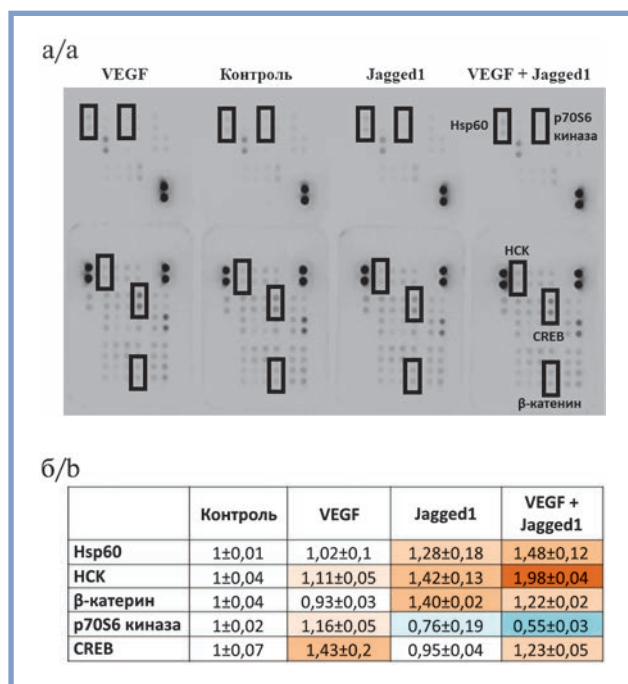 а/a
VEGF Контроль Jagged1 VEGF + Jagged1
Hsp60 p70S6 киназа
HCK
CREB
β-катенин
б/b
Контроль VEGF Jagged1 VEGF + Jagged1
Hsp60 1±0,01 1,02±0,1 1,28±0,18 1,48±0,12
HCK 1±0,04 1,11±0,05 1,42±0,13 1,98±0,04
β-катерин 1±0,04 0,93±0,03 1,40±0,02 1,22±0,02
p70S6 киназа 1±0,02 1,16±0,05 0,76±0,19 0,55±0,03
CREB 1±0,07 1,43±0,2 0,95±0,04 1,23±0,05